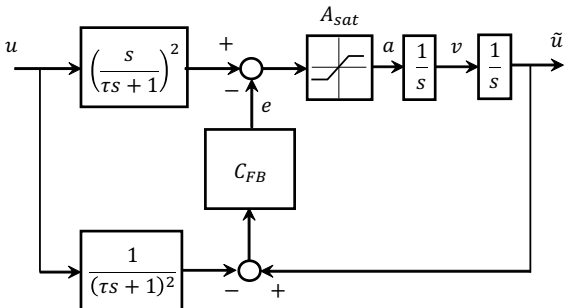 A_sat
u
(s / (τs + 1))²
+
−
a
1/s
v
1/s
ũ
e
C_FB
1 / (τs + 1)²
−
+